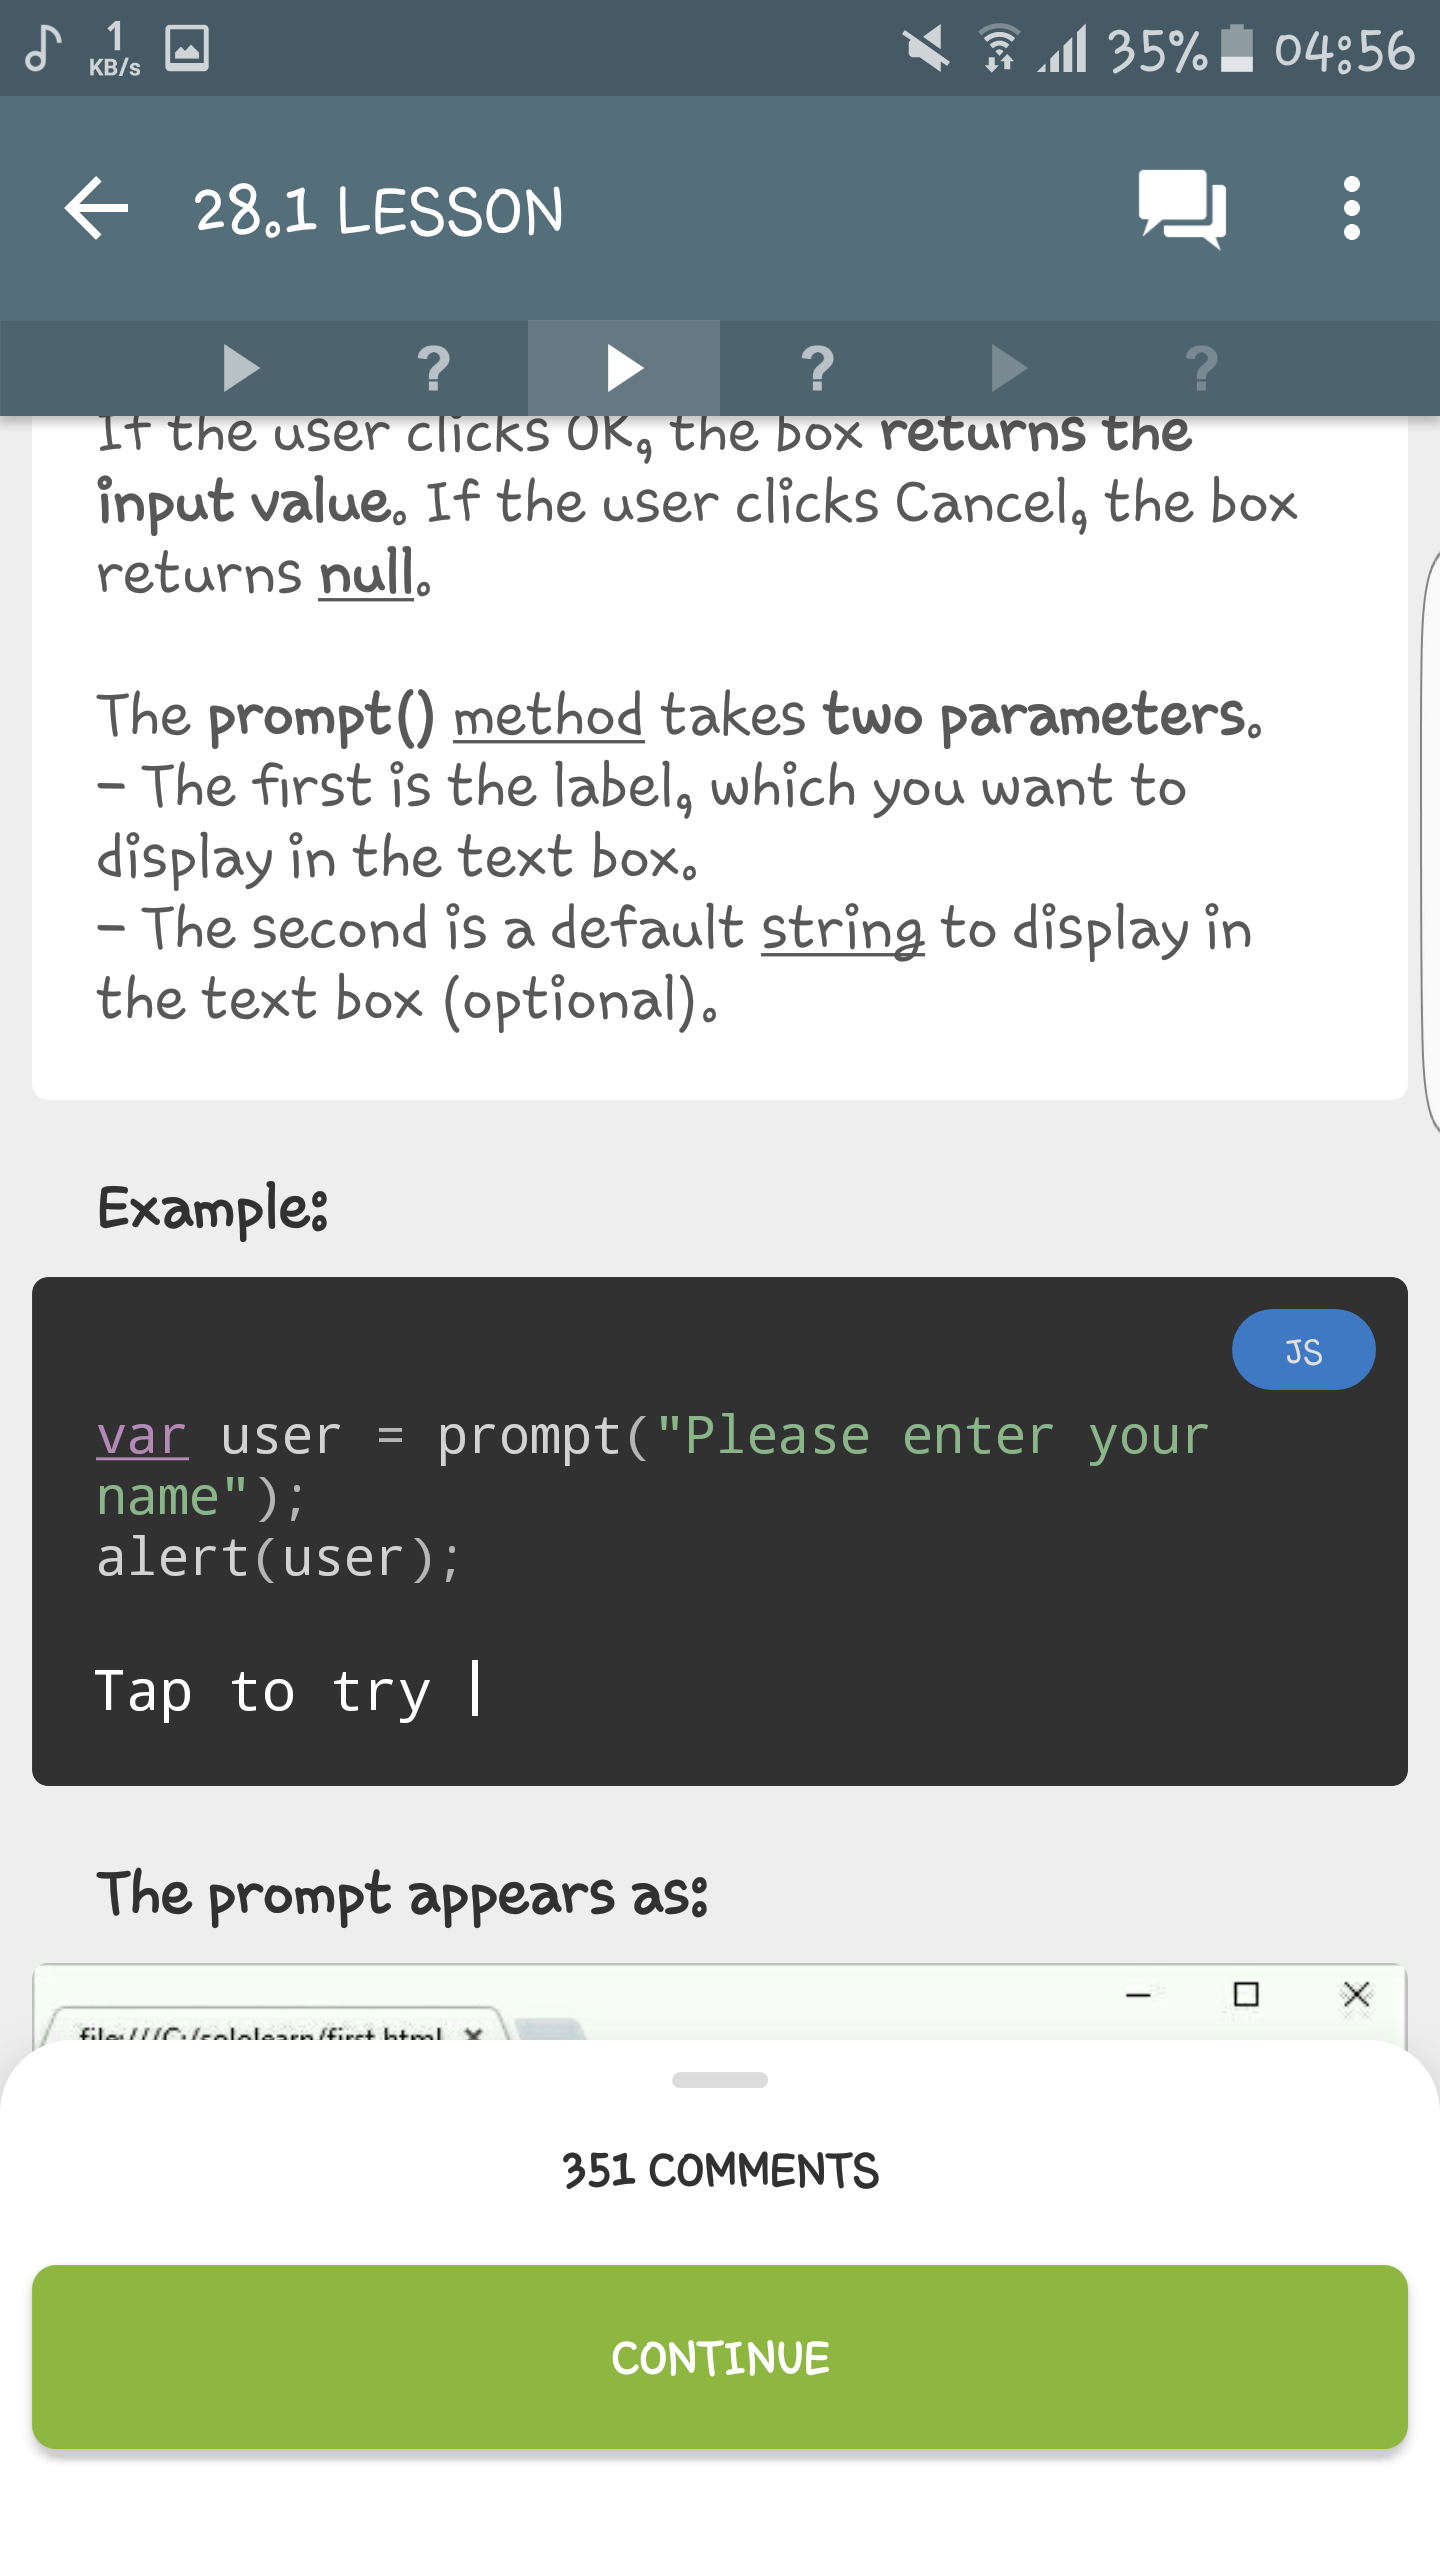 1
KB/s
35% 04:56
28.1 LESSON
? ? ?
If the user clicks OK, the box returns the
input value. If the user clicks Cancel, the box
returns null.
The prompt() method takes two parameters.
- The first is the label, which you want to
display in the text box.
- The second is a default string to display in
the text box (optional).
Example:
JS
var user = prompt("Please enter your
name");
alert(user);
Tap to try
The prompt appears as:
file:///C:/sololearn/first.html
351 COMMENTS
CONTINUE